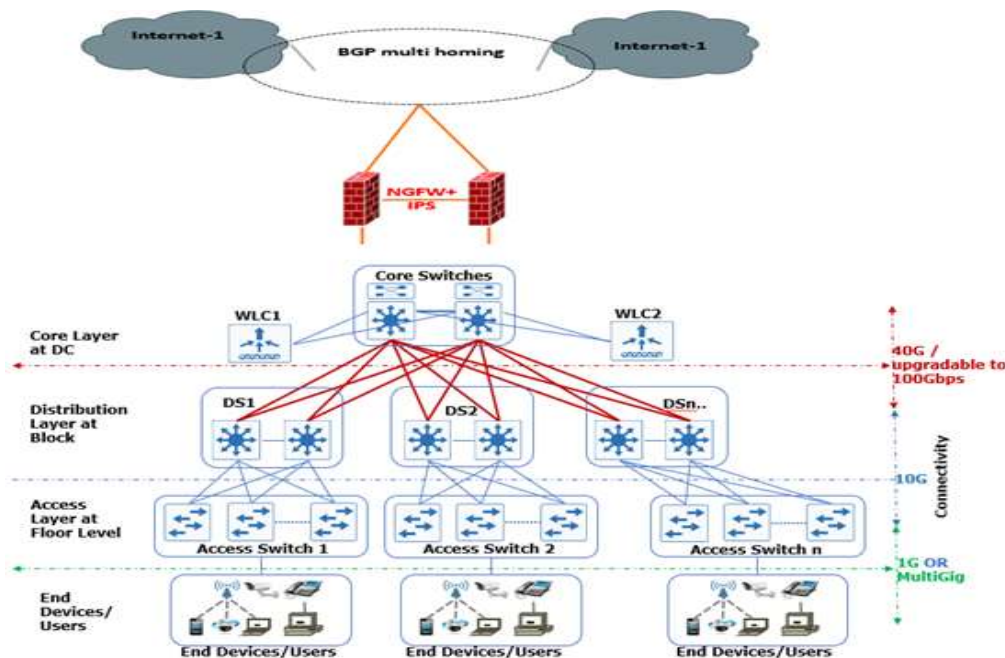 Internet-1
BGP multi homing
Internet-1
NGFW+
IPS
Core Switches
WLC1
WLC2
Core Layer
at DC
40G /
upgradable to
100Gbps
DS1
DS2
DSn..
Distribution
Layer at
Block
Connectivity
10G
Access
Layer at
Floor Level
Access Switch 1
Access Switch 2
Access Switch n
1G OR
MultiGig
End
Devices/
Users
End Devices/Users
End Devices/Users
End Devices/Users